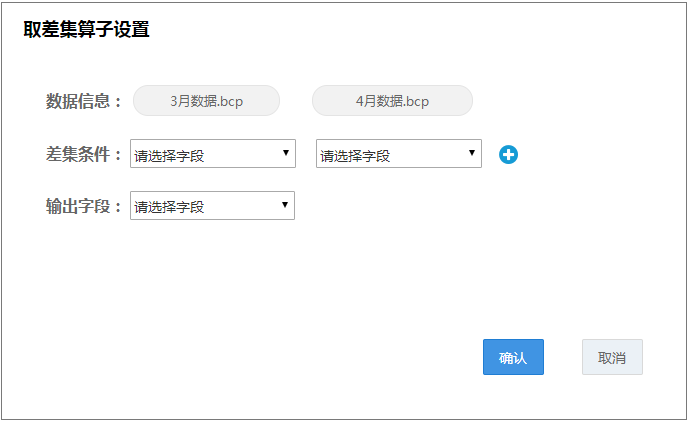 取差集算子设置
数据信息： 3月数据.bcp 4月数据.bcp
差集条件： 请选择字段 请选择字段
输出字段： 请选择字段
确认 取消